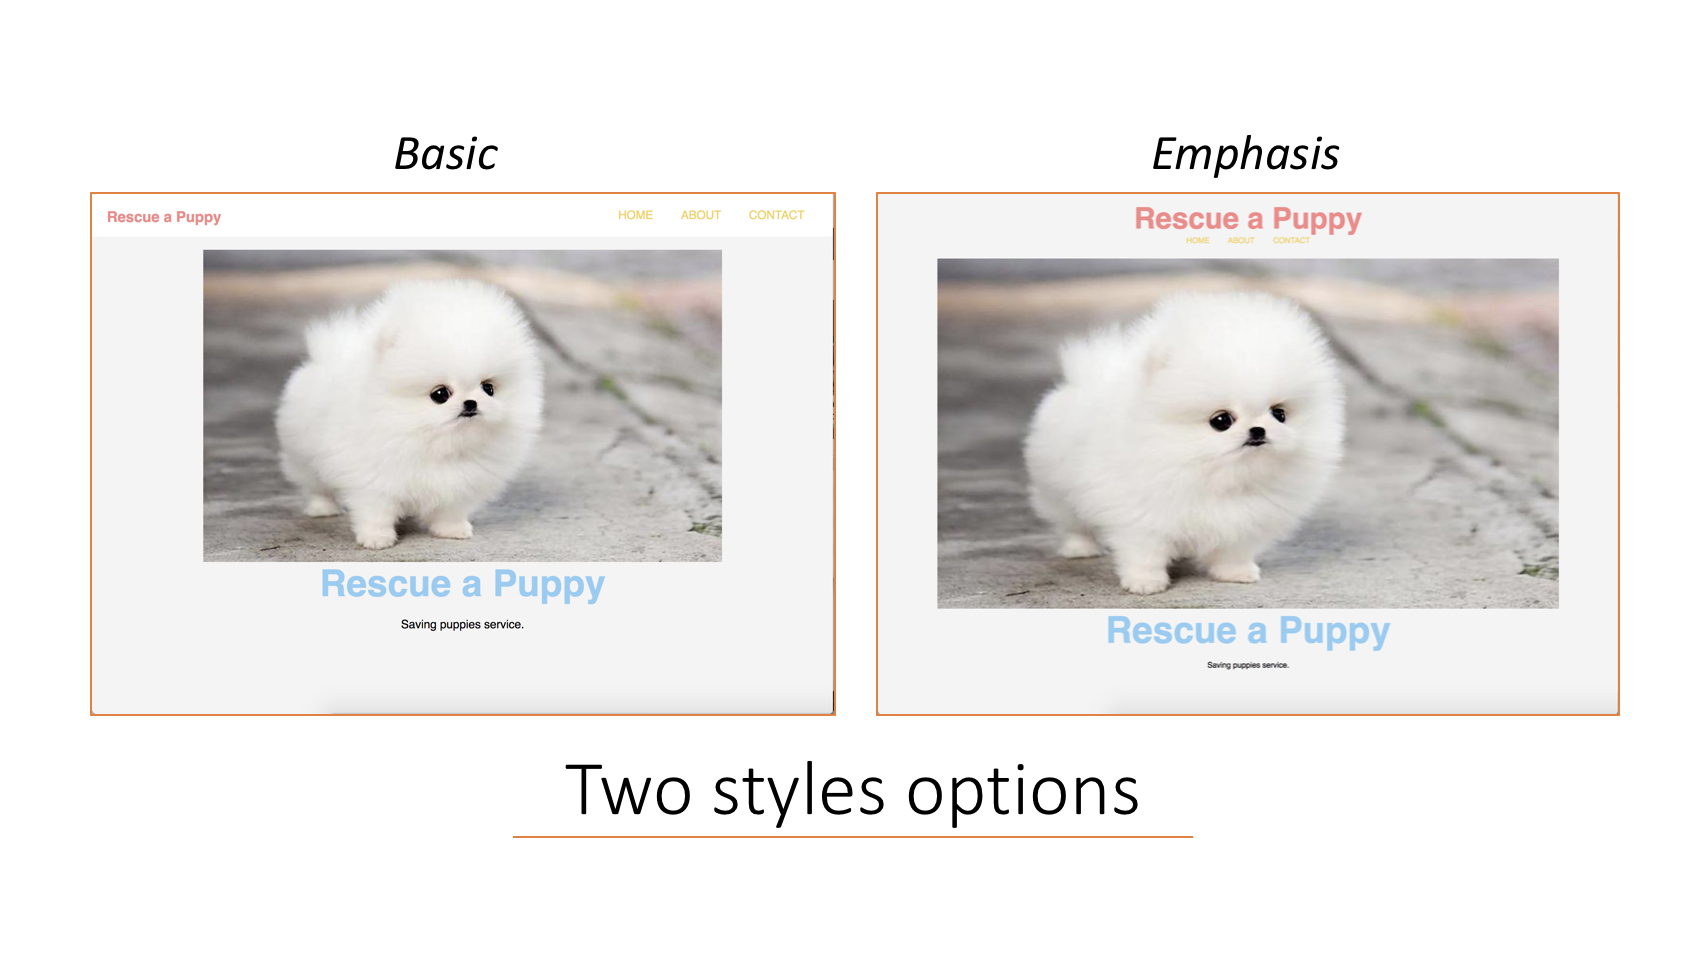 Basic
Rescue a Puppy HOME ABOUT CONTACT
Rescue a Puppy
Saving puppies service.
Emphasis
Rescue a Puppy
HOME ABOUT CONTACT
Rescue a Puppy
Saving puppies service.
Two styles options